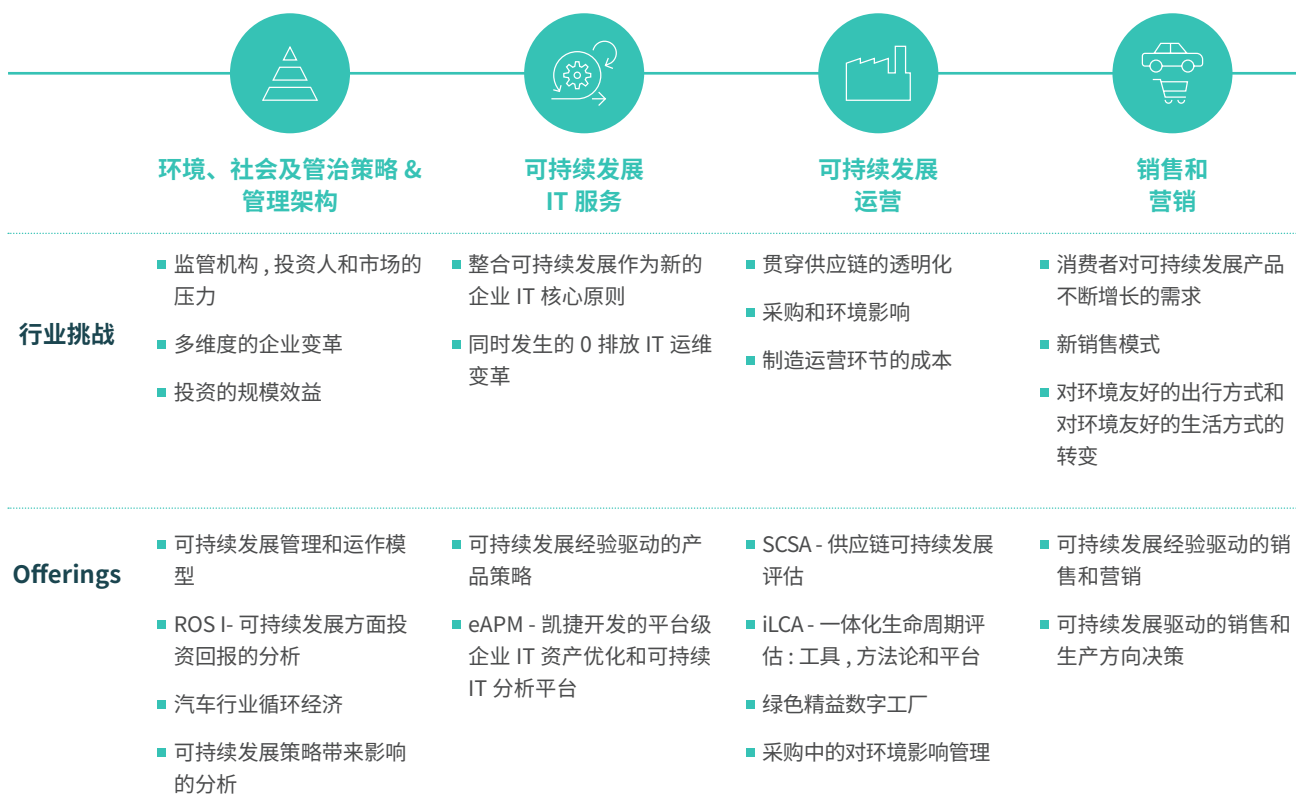 环境、社会及管治策略 &
管理架构
可持续发展
IT 服务
可持续发展
运营
销售和
营销
行业挑战
监管机构 , 投资人和市场的
压力
多维度的企业变革
投资的规模效益
整合可持续发展作为新的
企业 IT 核心原则
同时发生的 0 排放 IT 运维
变革
贯穿供应链的透明化
采购和环境影响
制造运营环节的成本
消费者对可持续发展产品
不断增长的需求
新销售模式
对环境友好的出行方式和
对环境友好的生活方式的
转变
Offerings
可持续发展管理和运作模
型
ROS I- 可持续发展方面投
资回报的分析
汽车行业循环经济
可持续发展策略带来影响
的分析
可持续发展经验驱动的产
品策略
eAPM - 凯捷开发的平台级
企业 IT 资产优化和可持续
IT 分析平台
SCSA - 供应链可持续发展
评估
iLCA - 一体化生命周期评
估 : 工具 , 方法论和平台
绿色精益数字工厂
采购中的对环境影响管理
可持续发展经验驱动的销
售和营销
可持续发展驱动的销售和
生产方向决策